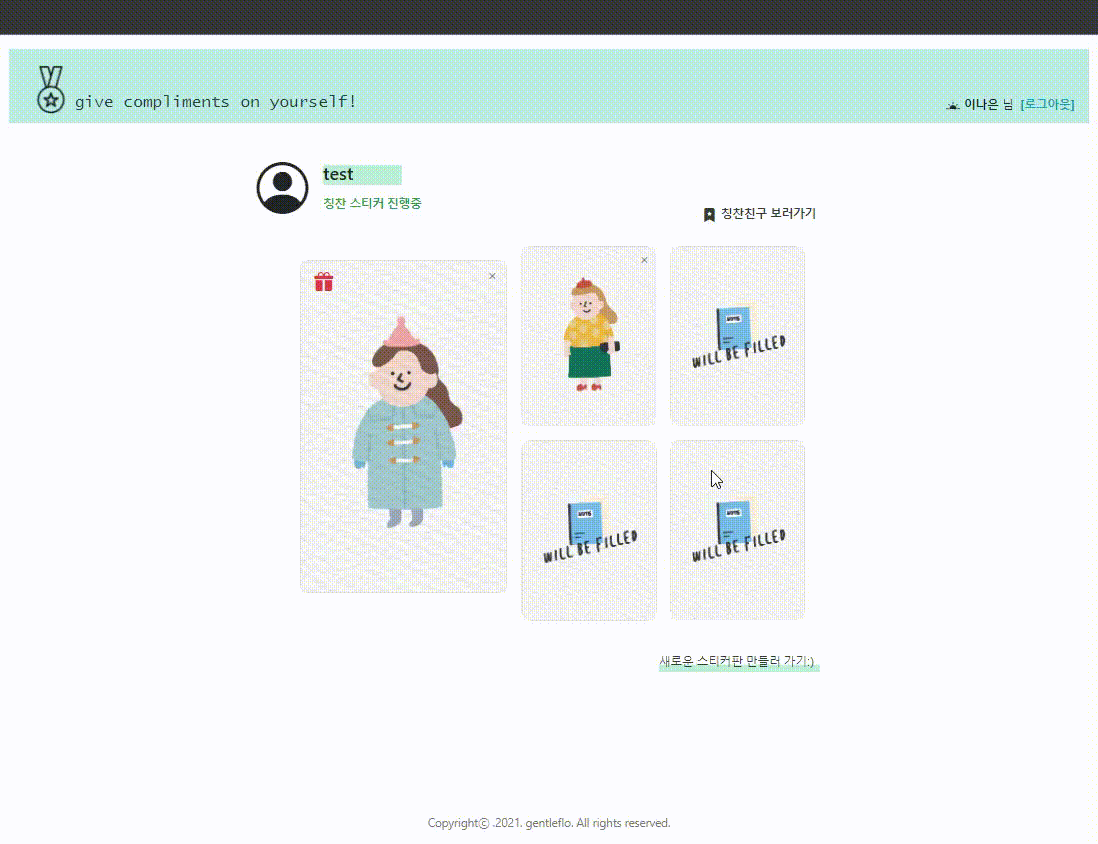 give compliments on yourself!
이나은 님 [로그아웃]
test
칭찬 스티커 진행중
칭찬친구 보러가기
WILL BE FILLED
WILL BE FILLED
WILL BE FILLED
새로운 스티커판 만들러 가기:)
Copyrightⓒ .2021. gentleflo. All rights reserved.